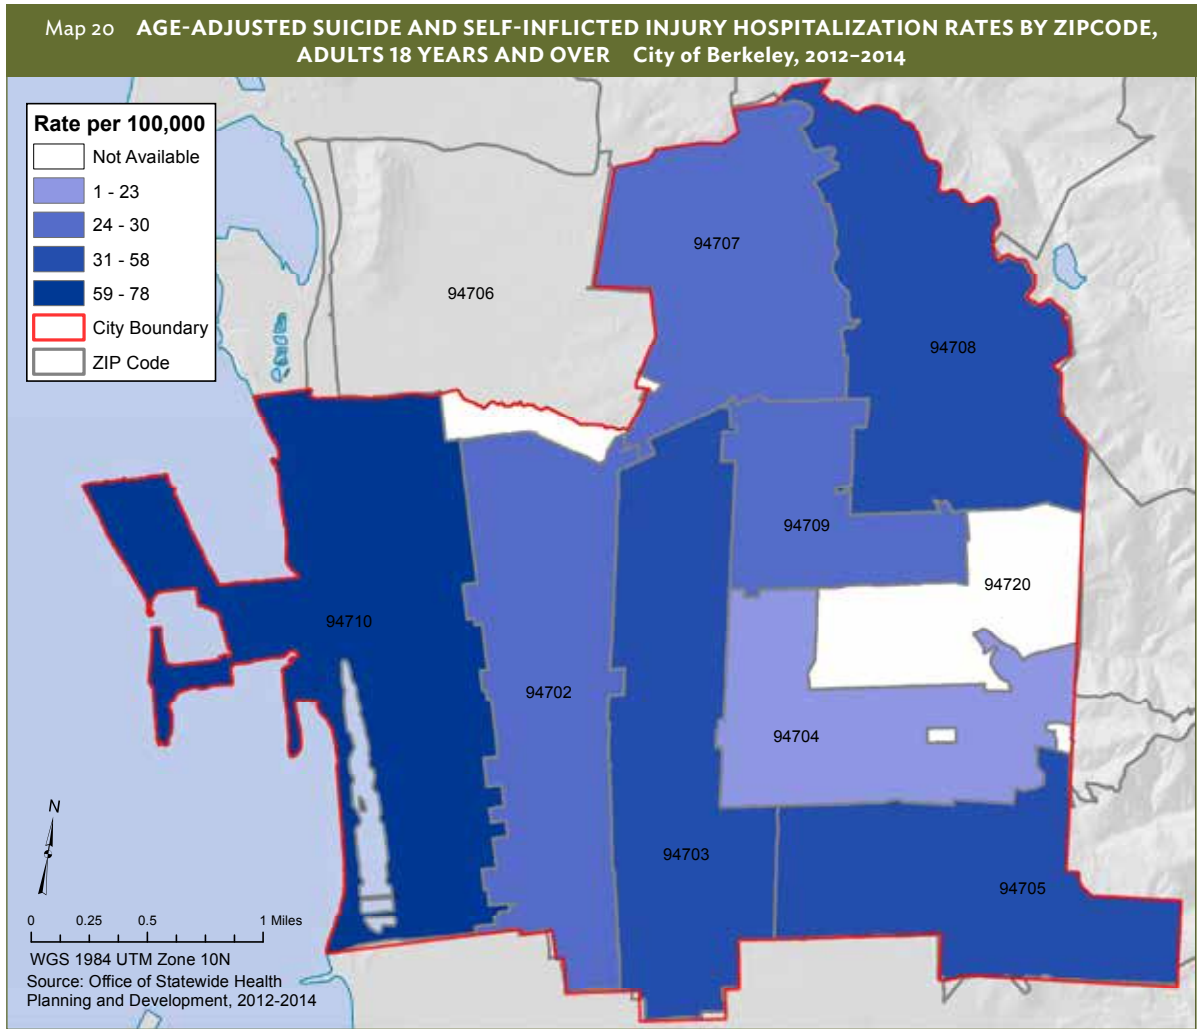 Map 20 AGE-ADJUSTED SUICIDE AND SELF-INFLICTED INJURY HOSPITALIZATION RATES BY ZIPCODE,
ADULTS 18 YEARS AND OVER City of Berkeley, 2012–2014
Rate per 100,000
Not Available
1 - 23
24 - 30
31 - 58
59 - 78
City Boundary
ZIP Code
94707
94706
94708
94709
94720
94710
94702
94704
94703
94705
N
0 0.25 0.5 1 Miles
WGS 1984 UTM Zone 10N
Source: Office of Statewide Health
Planning and Development, 2012-2014